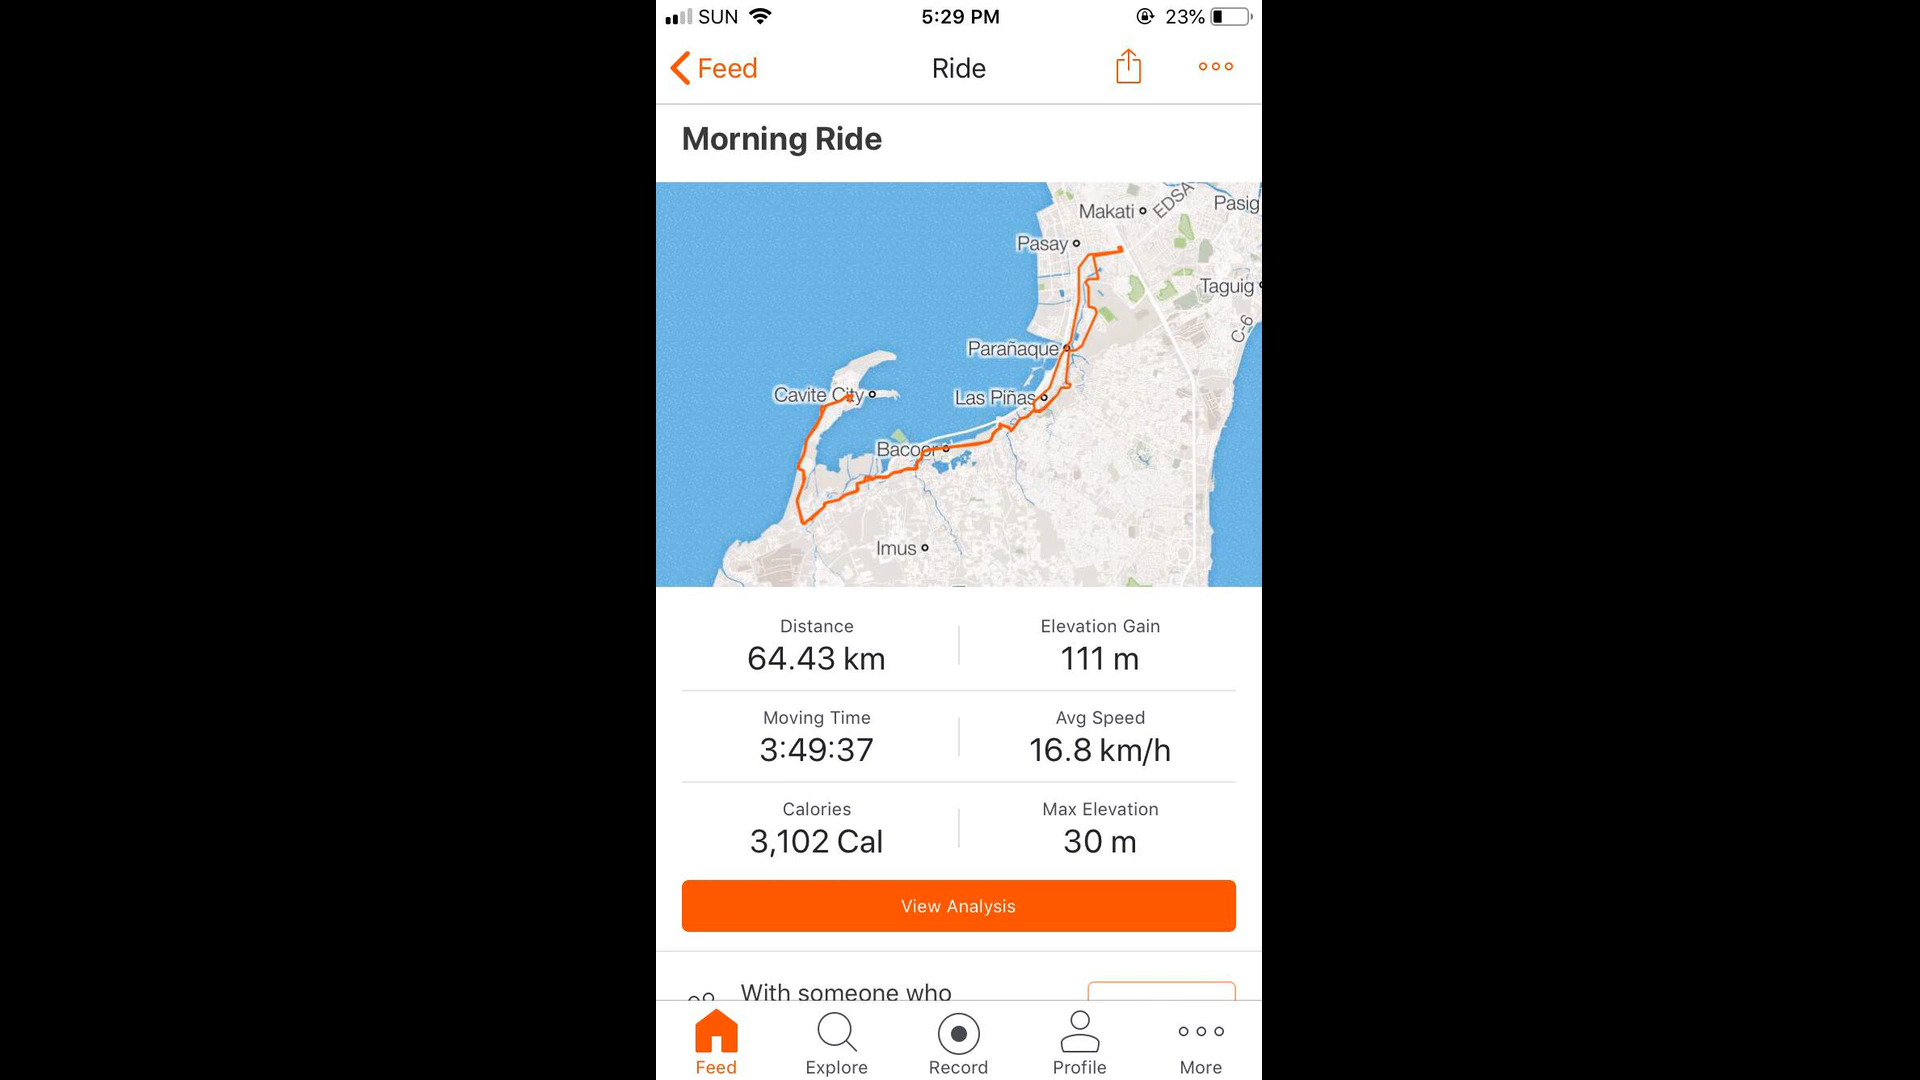 SUN 5:29 PM 23%
Feed Ride
Morning Ride
Makati EDSA Pasig
Pasay
Taguig
C-6
Parañaque
Cavite City Las Piñas
Bacoor
Imus
Distance Elevation Gain
64.43 km 111 m
Moving Time Avg Speed
3:49:37 16.8 km/h
Calories Max Elevation
3,102 Cal 30 m
View Analysis
With someone who
Feed Explore Record Profile More